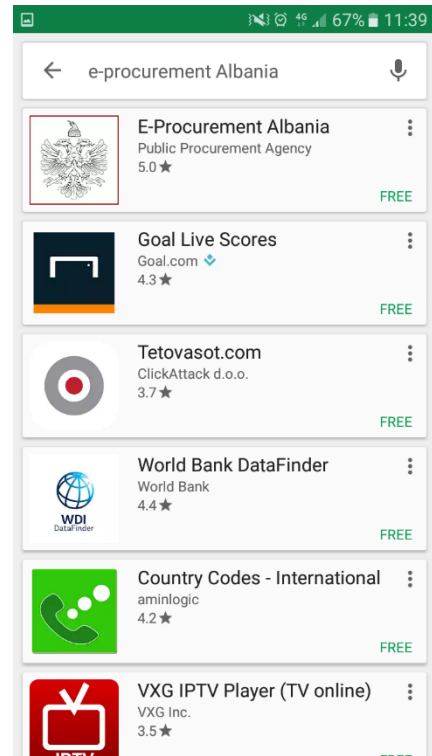 4G 67% 11:39
e-procurement Albania
E-Procurement Albania
Public Procurement Agency
5.0★
FREE
Goal Live Scores
Goal.com
4.3★
FREE
Tetovasot.com
ClickAttack d.o.o.
3.7★
FREE
WDI
DataFinder
World Bank DataFinder
World Bank
4.4★
FREE
Country Codes - International
aminlogic
4.2★
FREE
IPTV
VXG IPTV Player (TV online)
VXG Inc.
3.5★
FREE